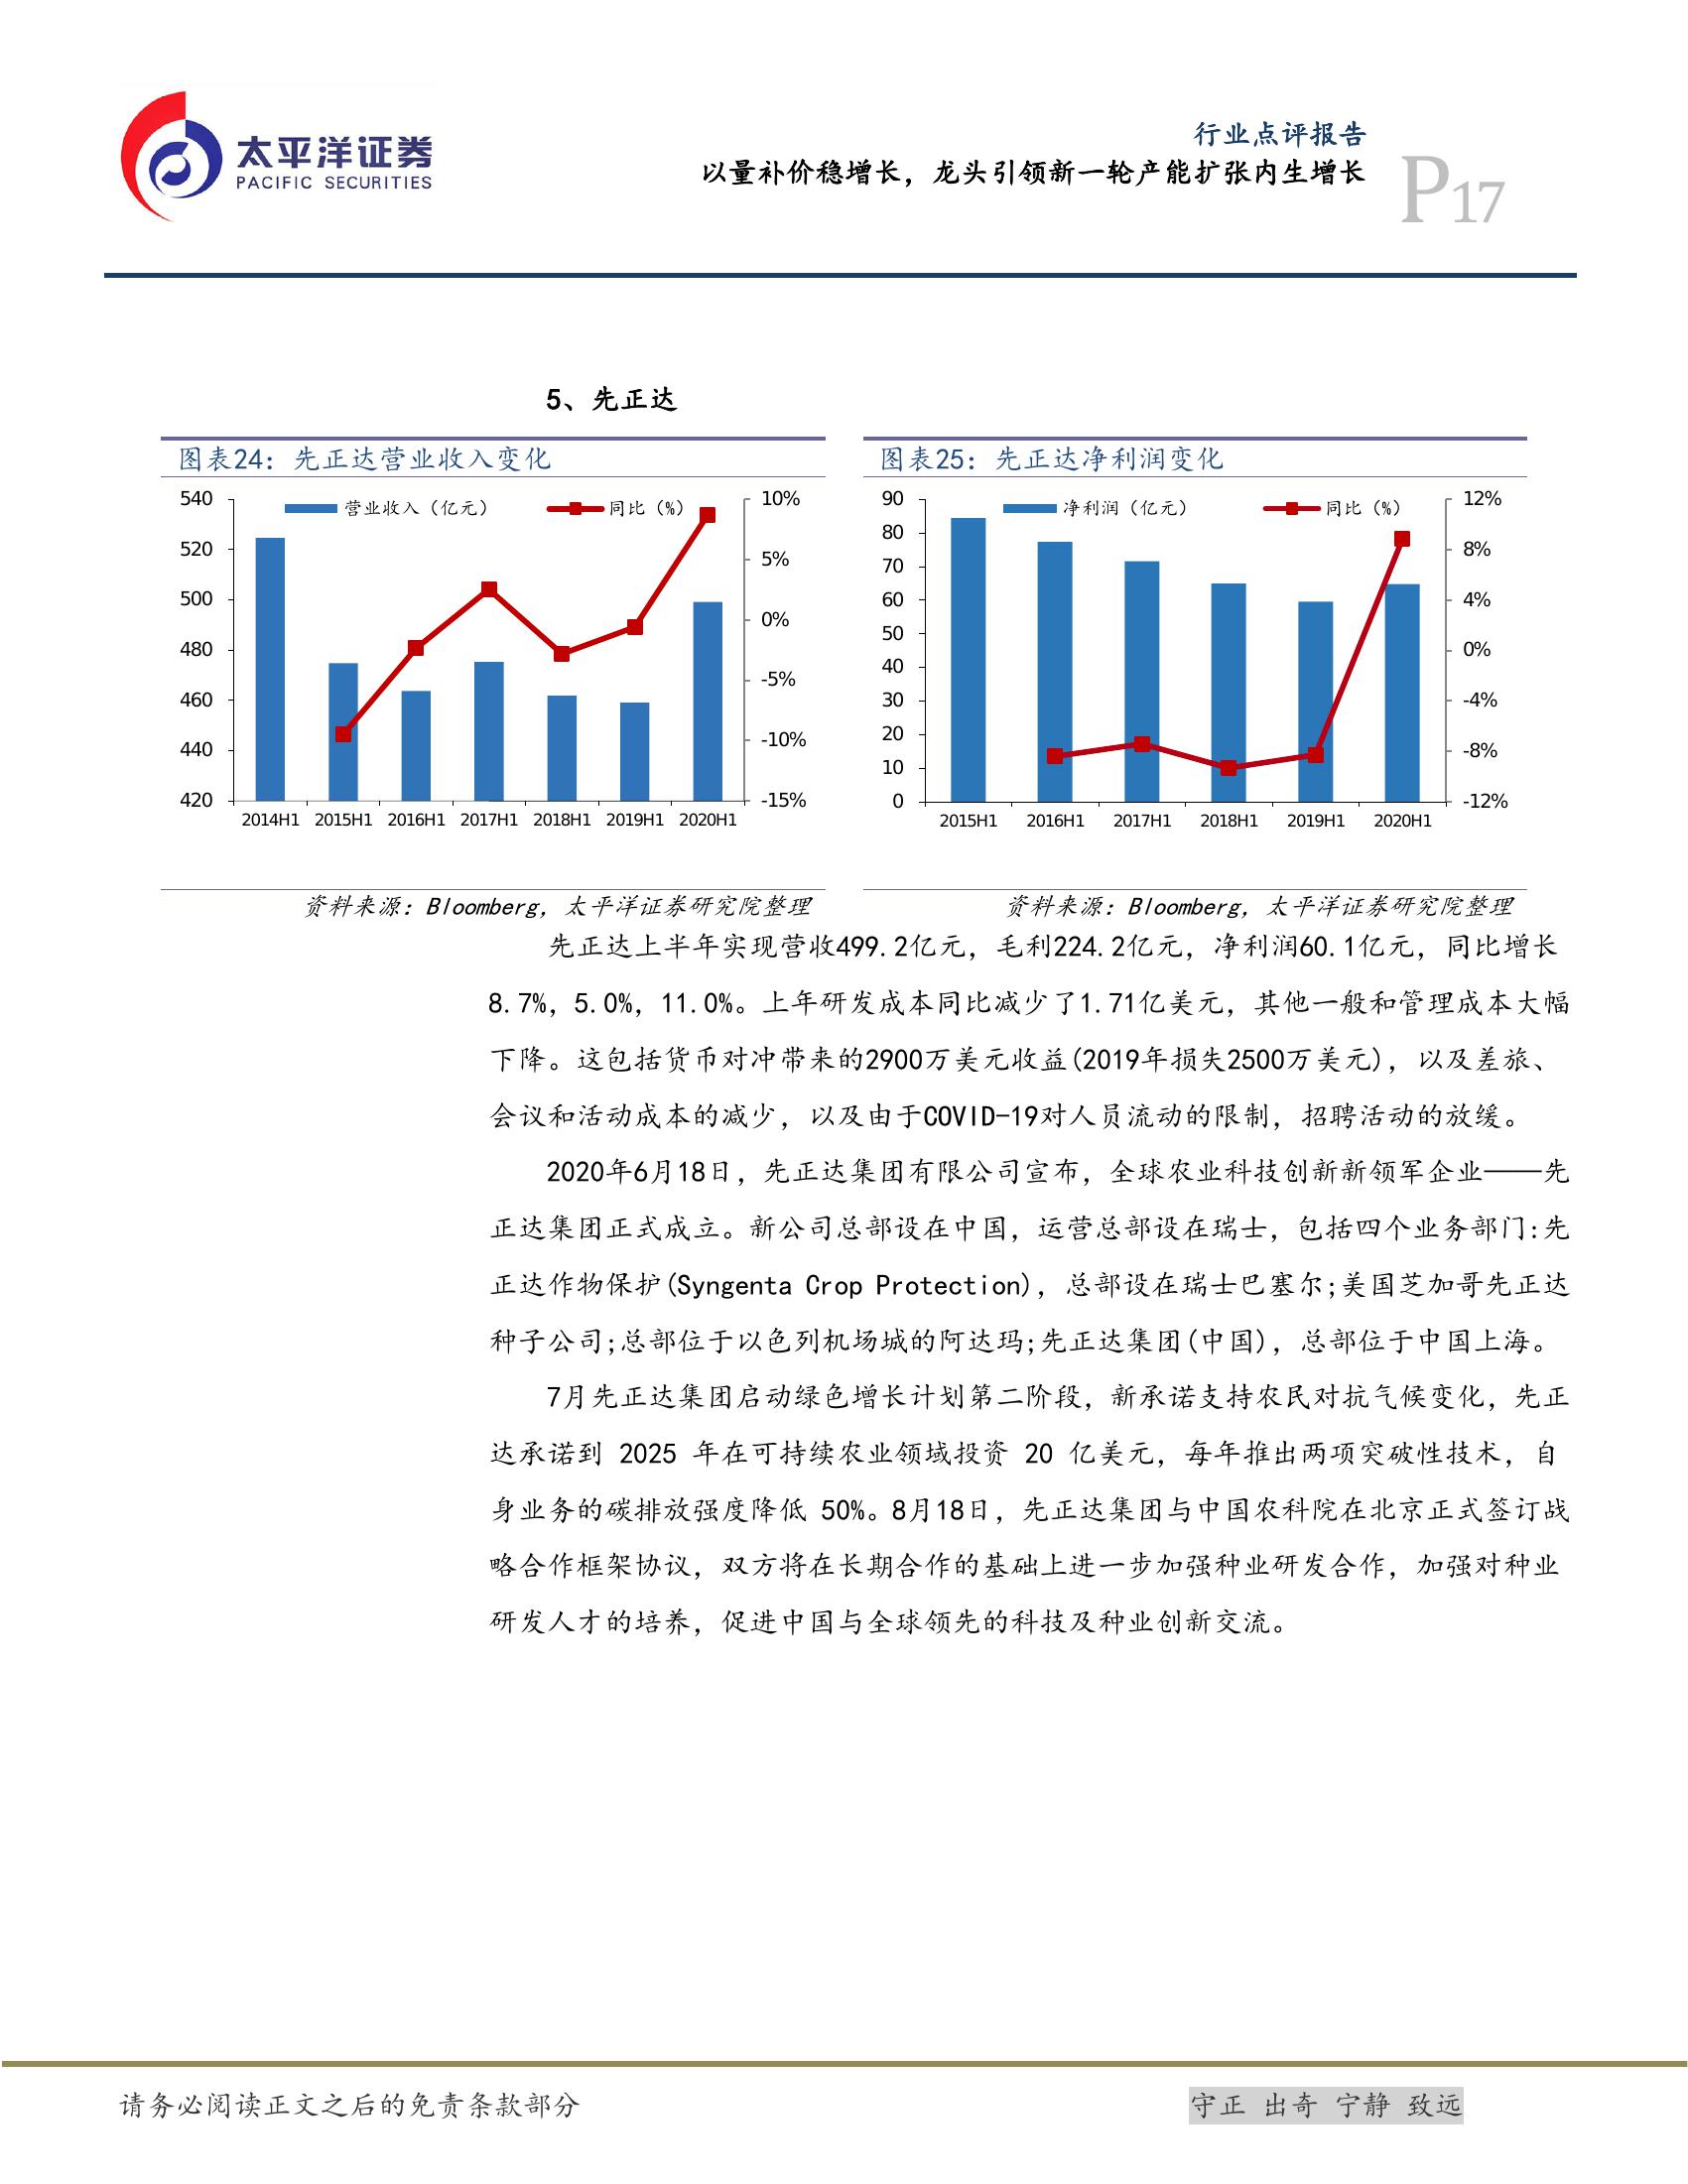 太平洋证券
PACIFIC SECURITIES
行业点评报告
以量补价稳增长，龙头引领新一轮产能扩张内生增长
P17
5、先正达
图表24：先正达营业收入变化
营业收入（亿元）
同比（%）
540
520
500
480
460
440
420
10%
5%
0%
-5%
-10%
-15%
2014H1 2015H1 2016H1 2017H1 2018H1 2019H1 2020H1
资料来源：Bloomberg，太平洋证券研究院整理
图表25：先正达净利润变化
净利润（亿元）
同比（%）
90
80
70
60
50
40
30
20
10
0
12%
8%
4%
0%
-4%
-8%
-12%
2015H1 2016H1 2017H1 2018H1 2019H1 2020H1
资料来源：Bloomberg，太平洋证券研究院整理
先正达上半年实现营收499.2亿元，毛利224.2亿元，净利润60.1亿元，同比增长
8.7%，5.0%，11.0%。上年研发成本同比减少了1.71亿美元，其他一般和管理成本大幅
下降。这包括货币对冲带来的2900万美元收益(2019年损失2500万美元)，以及差旅、
会议和活动成本的减少，以及由于COVID-19对人员流动的限制，招聘活动的放缓。
2020年6月18日，先正达集团有限公司宣布，全球农业科技创新新领军企业——先
正达集团正式成立。新公司总部设在中国，运营总部设在瑞士，包括四个业务部门:先
正达作物保护(Syngenta Crop Protection)，总部设在瑞士巴塞尔;美国芝加哥先正达
种子公司;总部位于以色列机场城的阿达玛;先正达集团(中国)，总部位于中国上海。
7月先正达集团启动绿色增长计划第二阶段，新承诺支持农民对抗气候变化，先正
达承诺到 2025 年在可持续农业领域投资 20 亿美元，每年推出两项突破性技术，自
身业务的碳排放强度降低 50%。8月18日，先正达集团与中国农科院在北京正式签订战
略合作框架协议，双方将在长期合作的基础上进一步加强种业研发合作，加强对种业
研发人才的培养，促进中国与全球领先的科技及种业创新交流。
请务必阅读正文之后的免责条款部分
守正 出奇 宁静 致远